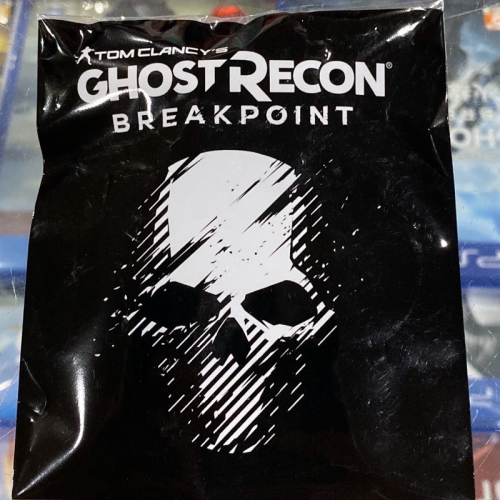 TOM CLANCY'S
GHOST RECON®
BREAKPOINT